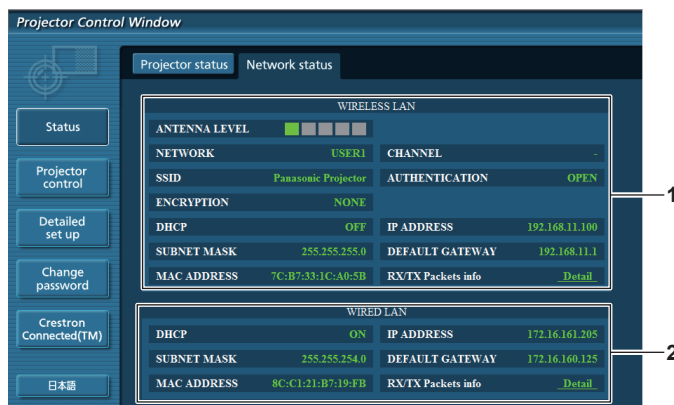 Projector Control Window
Projector status Network status
Status
Projector
control
Detailed
set up
Change
password
Crestron
Connected(TM)
日本語
WIRELESS LAN
ANTENNA LEVEL
NETWORK USER1 CHANNEL -
SSID Panasonic Projector AUTHENTICATION OPEN
ENCRYPTION NONE
DHCP OFF IP ADDRESS 192.168.11.100
SUBNET MASK 255.255.255.0 DEFAULT GATEWAY 192.168.11.1
MAC ADDRESS 7C:B7:33:1C:A0:5B RX/TX Packets info Detail
1
WIRED LAN
DHCP ON IP ADDRESS 172.16.161.205
SUBNET MASK 255.255.254.0 DEFAULT GATEWAY 172.16.160.125
MAC ADDRESS 8C:C1:21:B7:19:FB RX/TX Packets info Detail
2